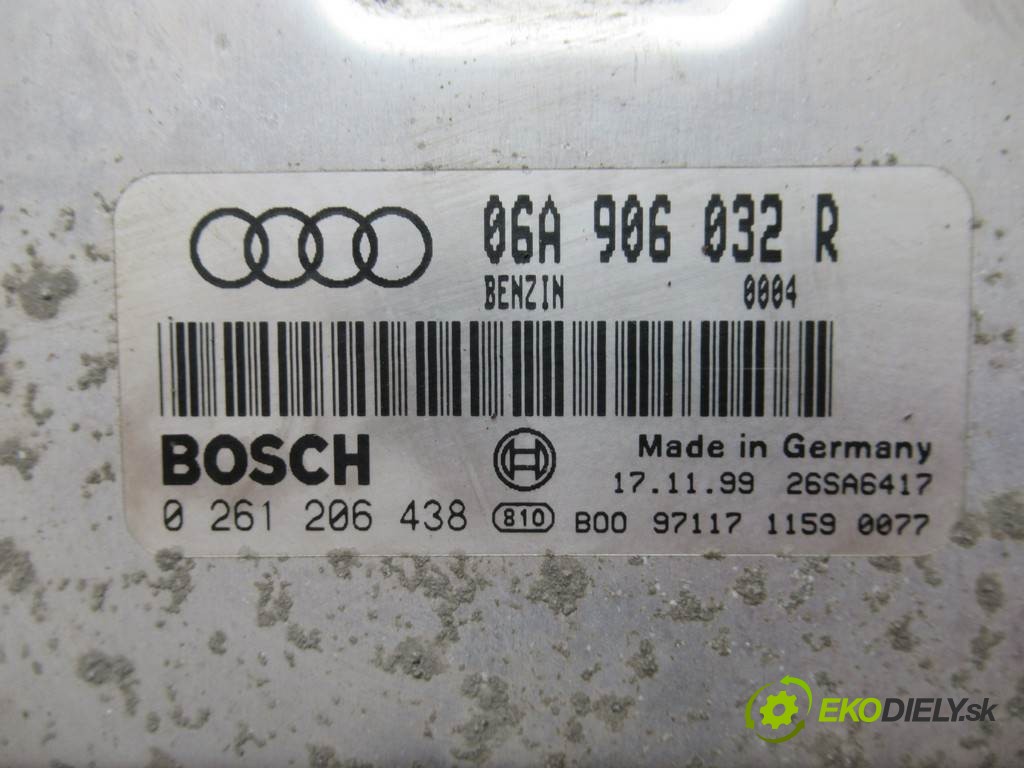 06A 906 032 R
BENZIN 0004
BOSCH
Made in Germany
17.11.99 26SA6417
0 261 206 438 810 B00 97117 1159 0077
EKODIELY.sk